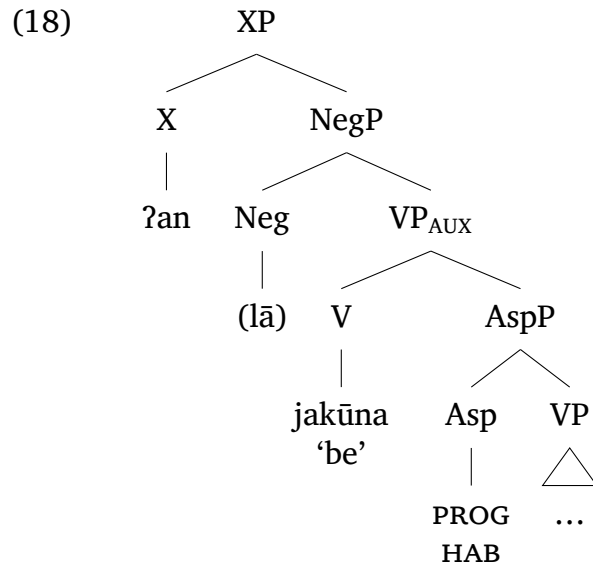 (18) XP
X NegP
ʔan Neg VP_AUX
(lā) V AspP
jakūna Asp VP
‘be’
PROG …
HAB